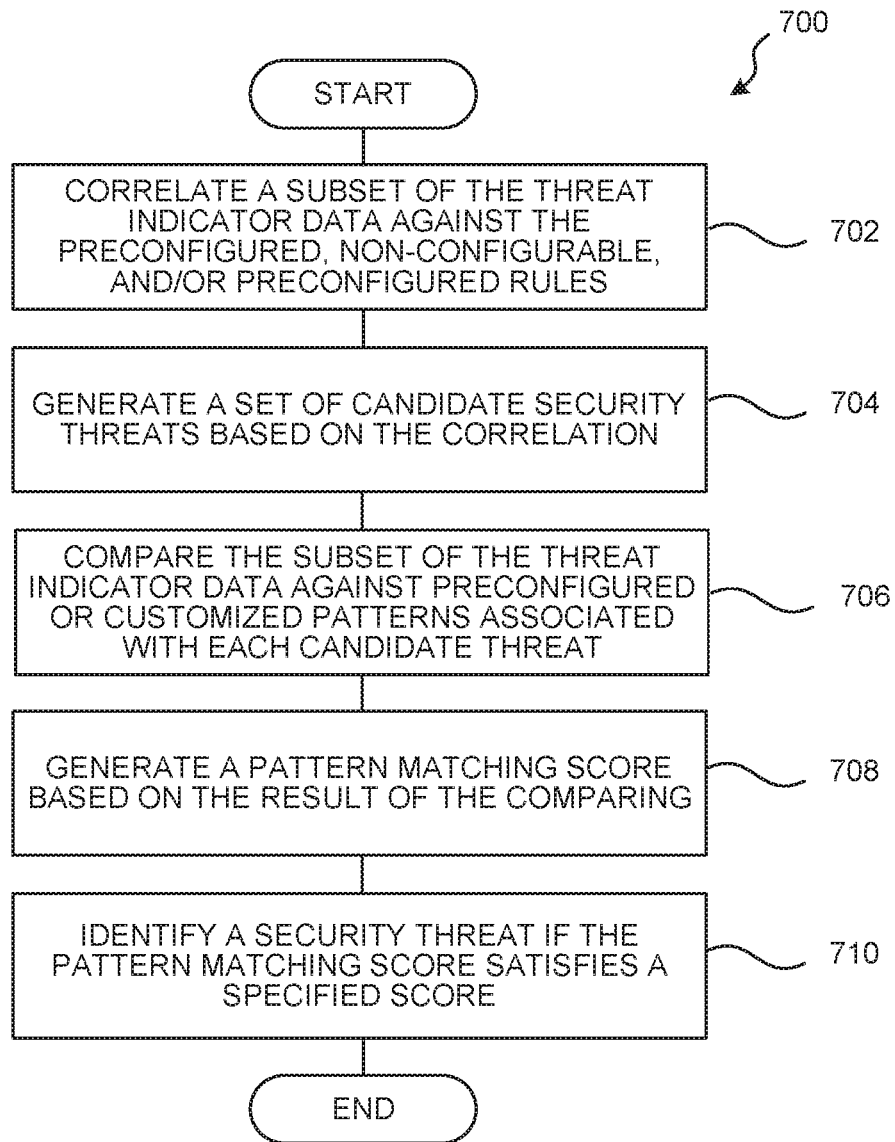 700
START
CORRELATE A SUBSET OF THE THREAT
INDICATOR DATA AGAINST THE
PRECONFIGURED, NON-CONFIGURABLE,
AND/OR PRECONFIGURED RULES
702
GENERATE A SET OF CANDIDATE SECURITY
THREATS BASED ON THE CORRELATION
704
COMPARE THE SUBSET OF THE THREAT
INDICATOR DATA AGAINST PRECONFIGURED
OR CUSTOMIZED PATTERNS ASSOCIATED
WITH EACH CANDIDATE THREAT
706
GENERATE A PATTERN MATCHING SCORE
BASED ON THE RESULT OF THE COMPARING
708
IDENTIFY A SECURITY THREAT IF THE
PATTERN MATCHING SCORE SATISFIES A
SPECIFIED SCORE
710
END